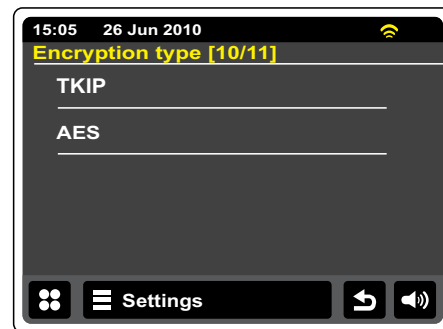 15:05 26 Jun 2010
Encryption type [10/11]
TKIP
AES
Settings